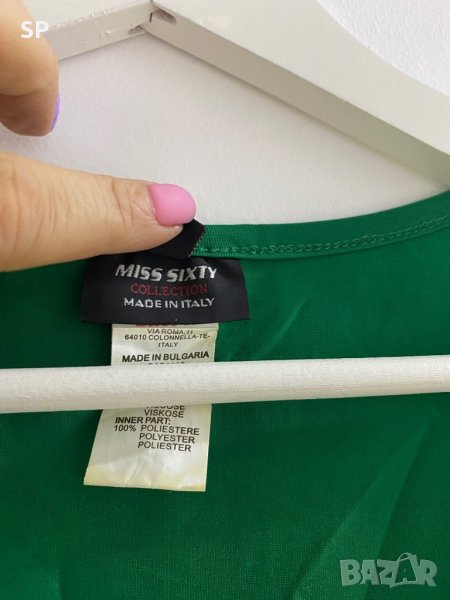 SP
MISS SIXTY
COLLECTION
MADE IN ITALY
VIA ROMA, 11
64010 COLONNELLA-TE-
ITALY
MADE IN BULGARIA
VISKOSE
INNER PART:
100% POLIESTERE
POLYESTER
POLIESTER
BAZAR